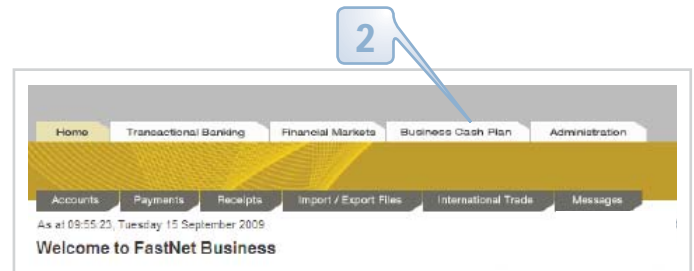 2
Home Transactional Banking Financial Markets Business Cash Plan Administration
Accounts Payments Receipts Import / Export Files International Trade Messages
As at 09:55:23, Tuesday 15 September 2009
Welcome to FastNet Business